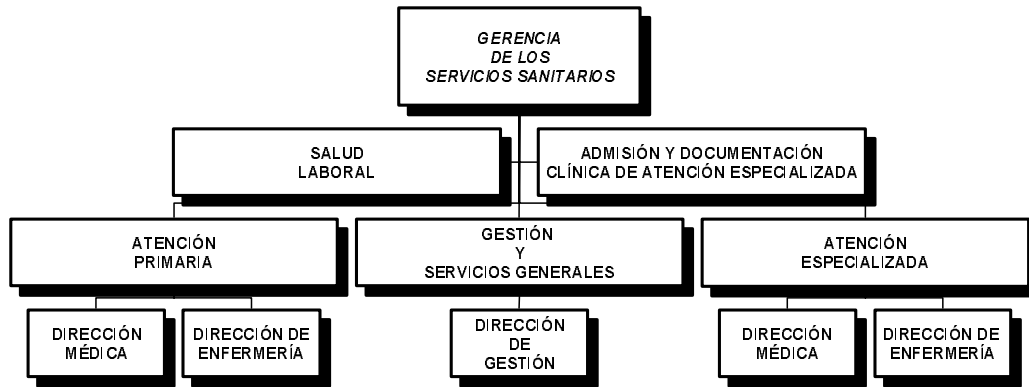 GERENCIA
DE LOS
SERVICIOS SANITARIOS
SALUD
LABORAL
ADMISIÓN Y DOCUMENTACIÓN
CLÍNICA DE ATENCIÓN ESPECIALIZADA
ATENCIÓN
PRIMARIA
GESTIÓN
Y
SERVICIOS GENERALES
ATENCIÓN
ESPECIALIZADA
DIRECCIÓN
MÉDICA
DIRECCIÓN DE
ENFERMERÍA
DIRECCIÓN
DE
GESTIÓN
DIRECCIÓN
MÉDICA
DIRECCIÓN DE
ENFERMERÍA